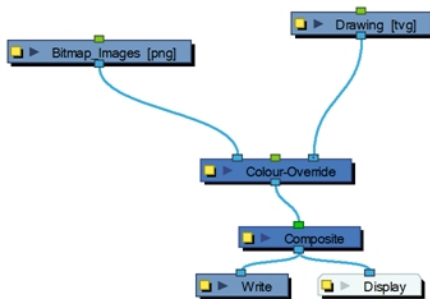 Drawing [tvg]
Bitmap_Images [png]
Colour-Override
Composite
Write
Display